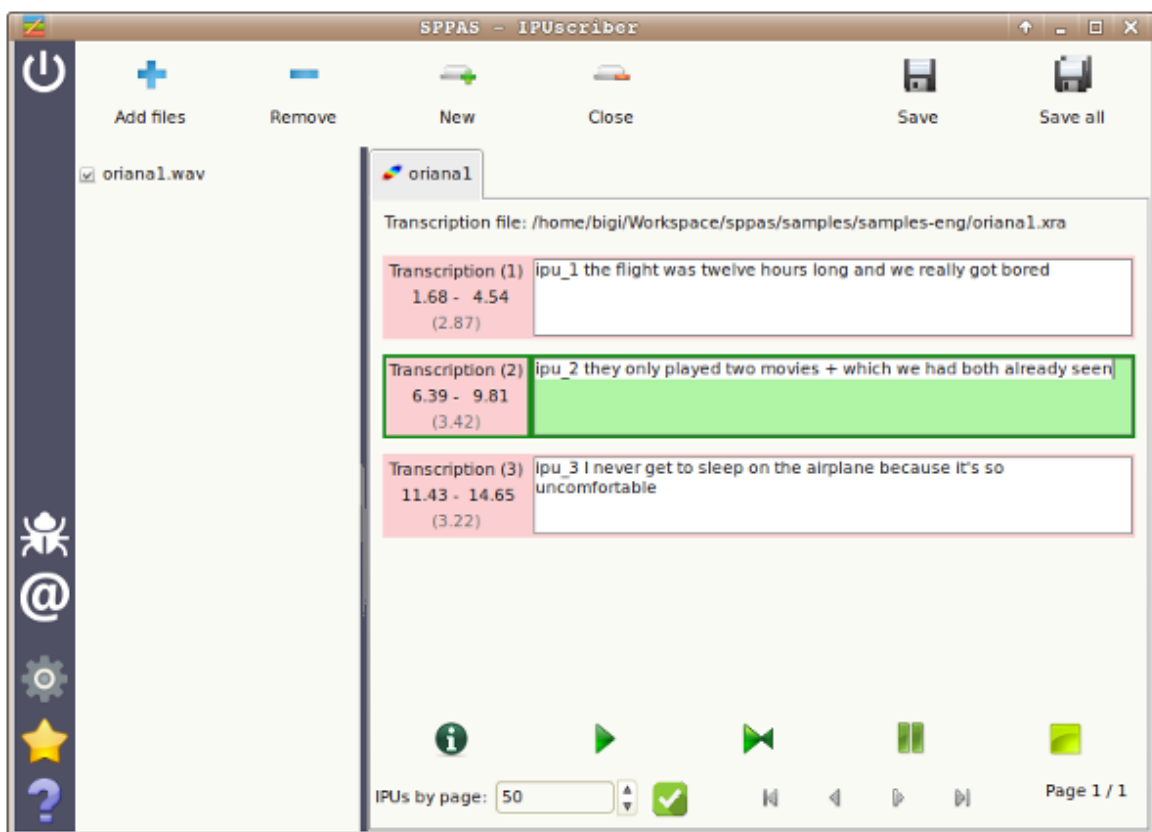 SPPAS - IPUscriber
Add files
Remove
New
Close
Save
Save all
oriana1.wav
oriana1
Transcription file: /home/bigi/Workspace/sppas/samples/samples-eng/oriana1.xra
Transcription (1)
1.68 - 4.54
(2.87)
ipu_1 the flight was twelve hours long and we really got bored
Transcription (2)
6.39 - 9.81
(3.42)
ipu_2 they only played two movies + which we had both already seen
Transcription (3)
11.43 - 14.65
(3.22)
ipu_3 I never get to sleep on the airplane because it's so
uncomfortable
IPUs by page: 50
Page 1 / 1